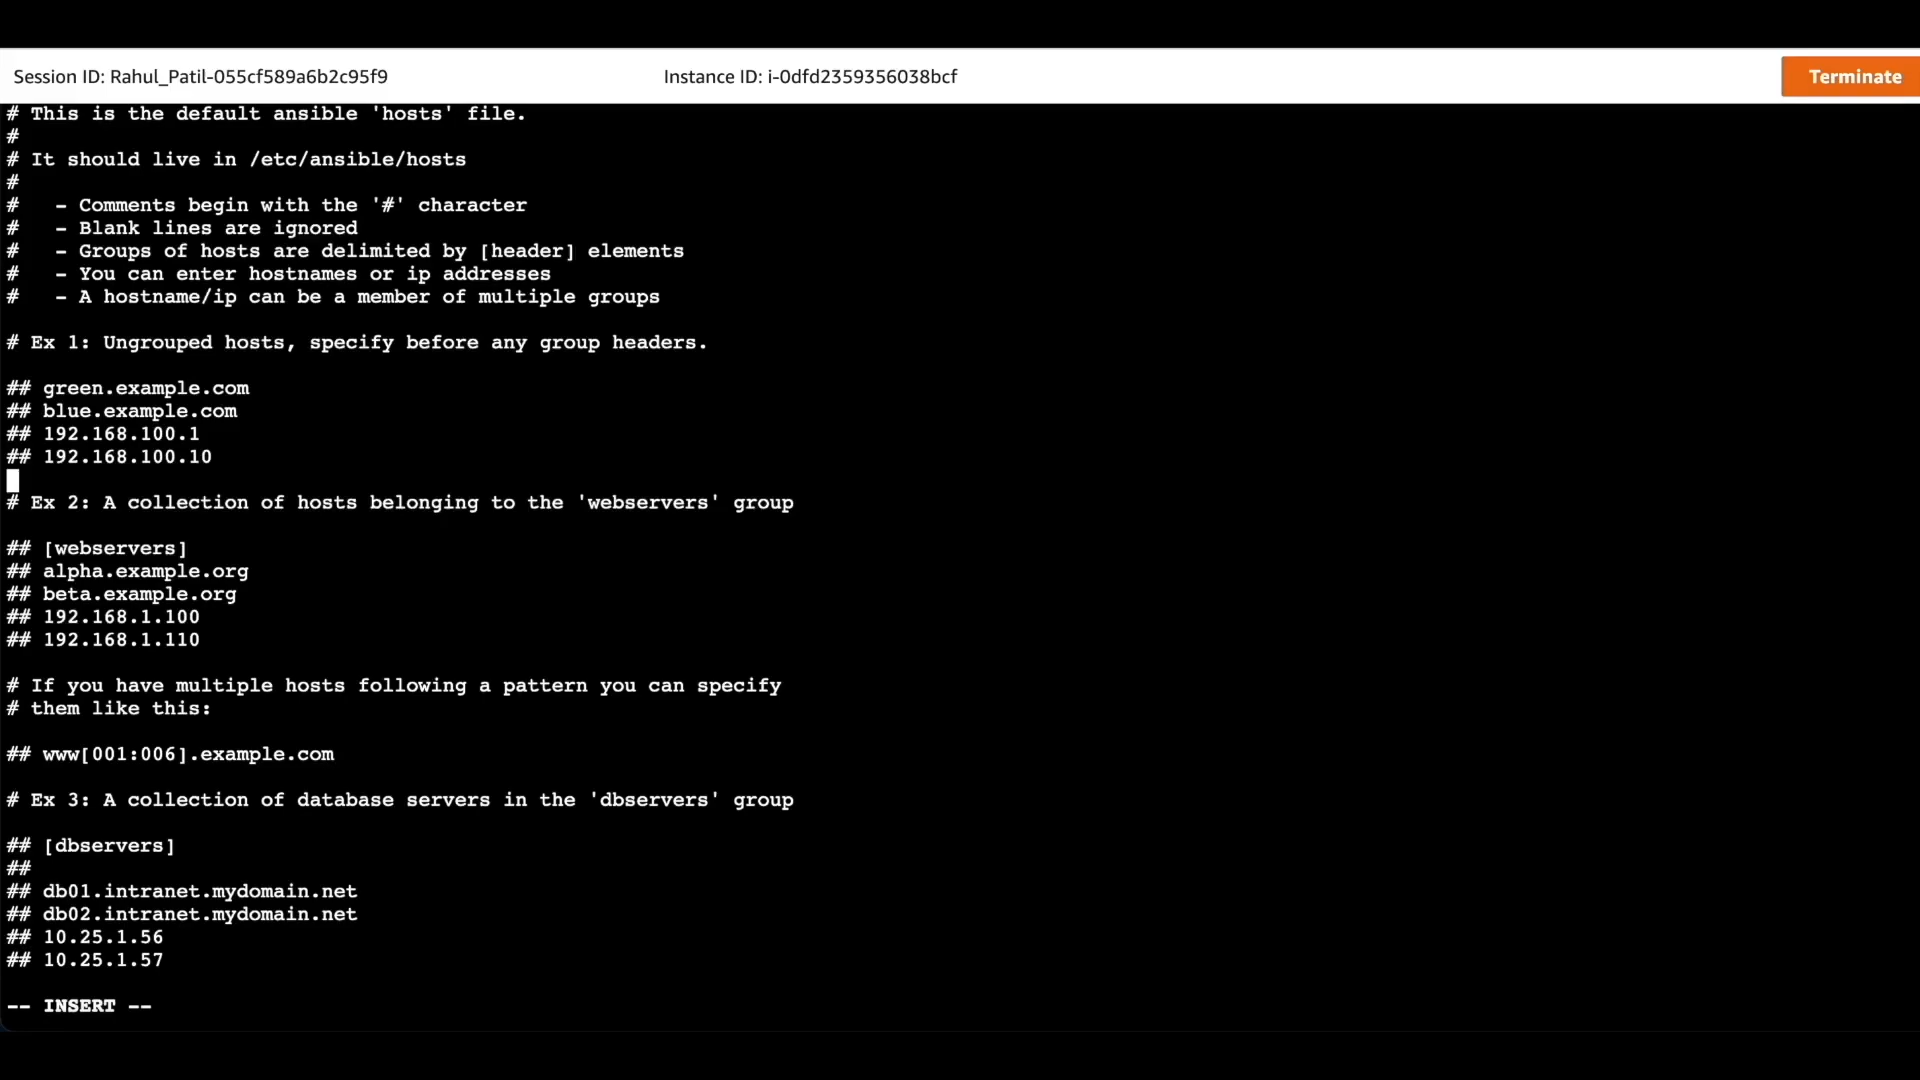 Session ID: Rahul_Patil-055cf589a6b2c95f9
Instance ID: i-0dfd2359356038bcf
Terminate
# This is the default ansible 'hosts' file.
#
# It should live in /etc/ansible/hosts
#
#   - Comments begin with the '#' character
#   - Blank lines are ignored
#   - Groups of hosts are delimited by [header] elements
#   - You can enter hostnames or ip addresses
#   - A hostname/ip can be a member of multiple groups

# Ex 1: Ungrouped hosts, specify before any group headers.

## green.example.com
## blue.example.com
## 192.168.100.1
## 192.168.100.10

# Ex 2: A collection of hosts belonging to the 'webservers' group

## [webservers]
## alpha.example.org
## beta.example.org
## 192.168.1.100
## 192.168.1.110

# If you have multiple hosts following a pattern you can specify
# them like this:

## www[001:006].example.com

# Ex 3: A collection of database servers in the 'dbservers' group

## [dbservers]
##
## db01.intranet.mydomain.net
## db02.intranet.mydomain.net
## 10.25.1.56
## 10.25.1.57

-- INSERT --